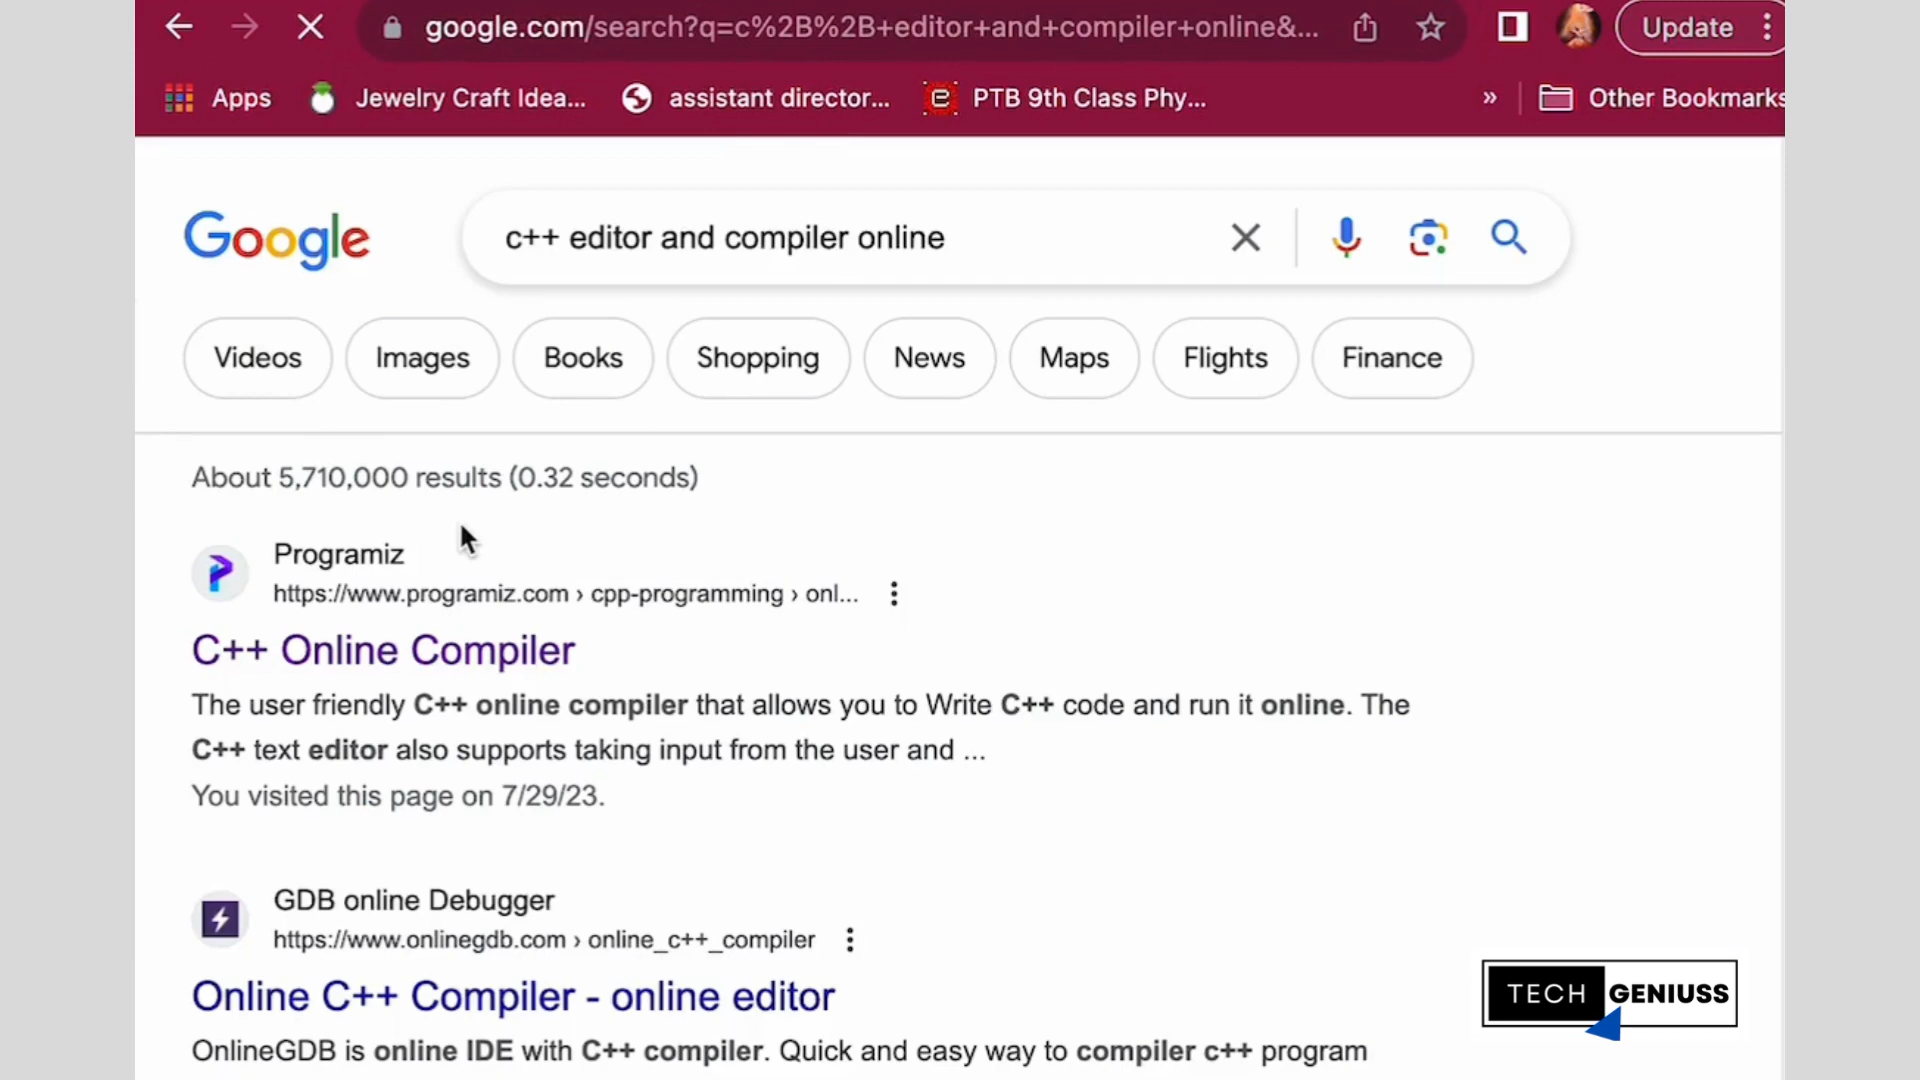 google.com/search?q=c%2B%2B+editor+and+compiler+online&...
Update
Apps
Jewelry Craft Idea...
assistant director...
PTB 9th Class Phy...
»
Other Bookmarks
Google
c++ editor and compiler online
Videos
Images
Books
Shopping
News
Maps
Flights
Finance
About 5,710,000 results (0.32 seconds)
Programiz
https://www.programiz.com › cpp-programming › onl...
C++ Online Compiler
The user friendly C++ online compiler that allows you to Write C++ code and run it online. The
C++ text editor also supports taking input from the user and ...
You visited this page on 7/29/23.
GDB online Debugger
https://www.onlinegdb.com › online_c++_compiler
Online C++ Compiler - online editor
OnlineGDB is online IDE with C++ compiler. Quick and easy way to compiler c++ program
TECH GENIUSS